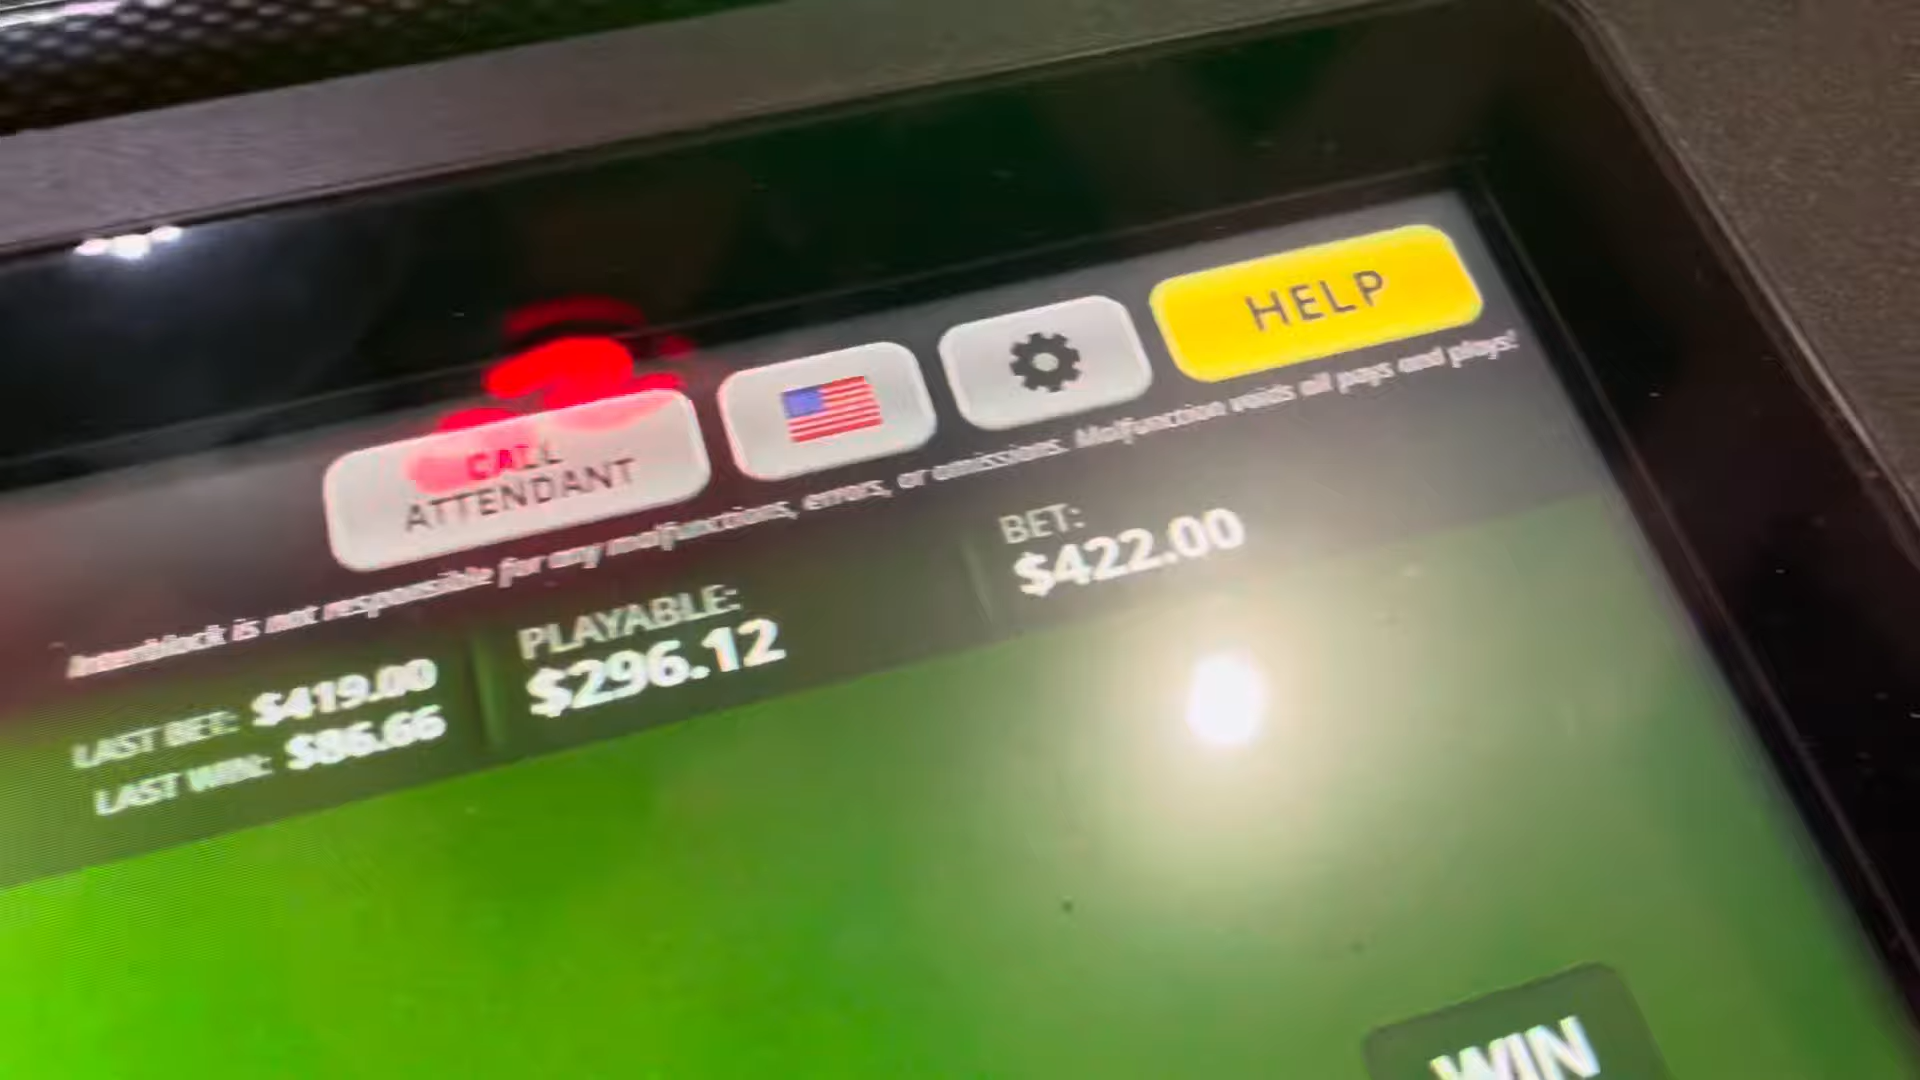 HELP
CALL
ATTENDANT
Interblock is not responsible for any malfunctions, errors, or omissions. Malfunction voids all pays and plays!
LAST BET: $419.00
LAST WIN: $86.66
PLAYABLE:
$296.12
BET:
$422.00
WIN